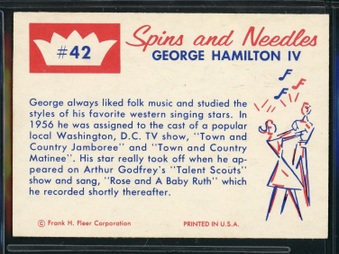 #42
Spins and Needles
GEORGE HAMILTON IV
George always liked folk music and studied the
styles of his favorite western singing stars. In
1956 he was assigned to the cast of a popular
local Washington, D.C. TV show, "Town and
Country Jamboree" and "Town and Country
Matinee". His star really took off when he ap-
peared on Arthur Godfrey's "Talent Scouts"
show and song, "Rose and A Baby Ruth" which
he recorded shortly thereafter.
© Frank H. Fleer Corporation
PRINTED IN U.S.A.